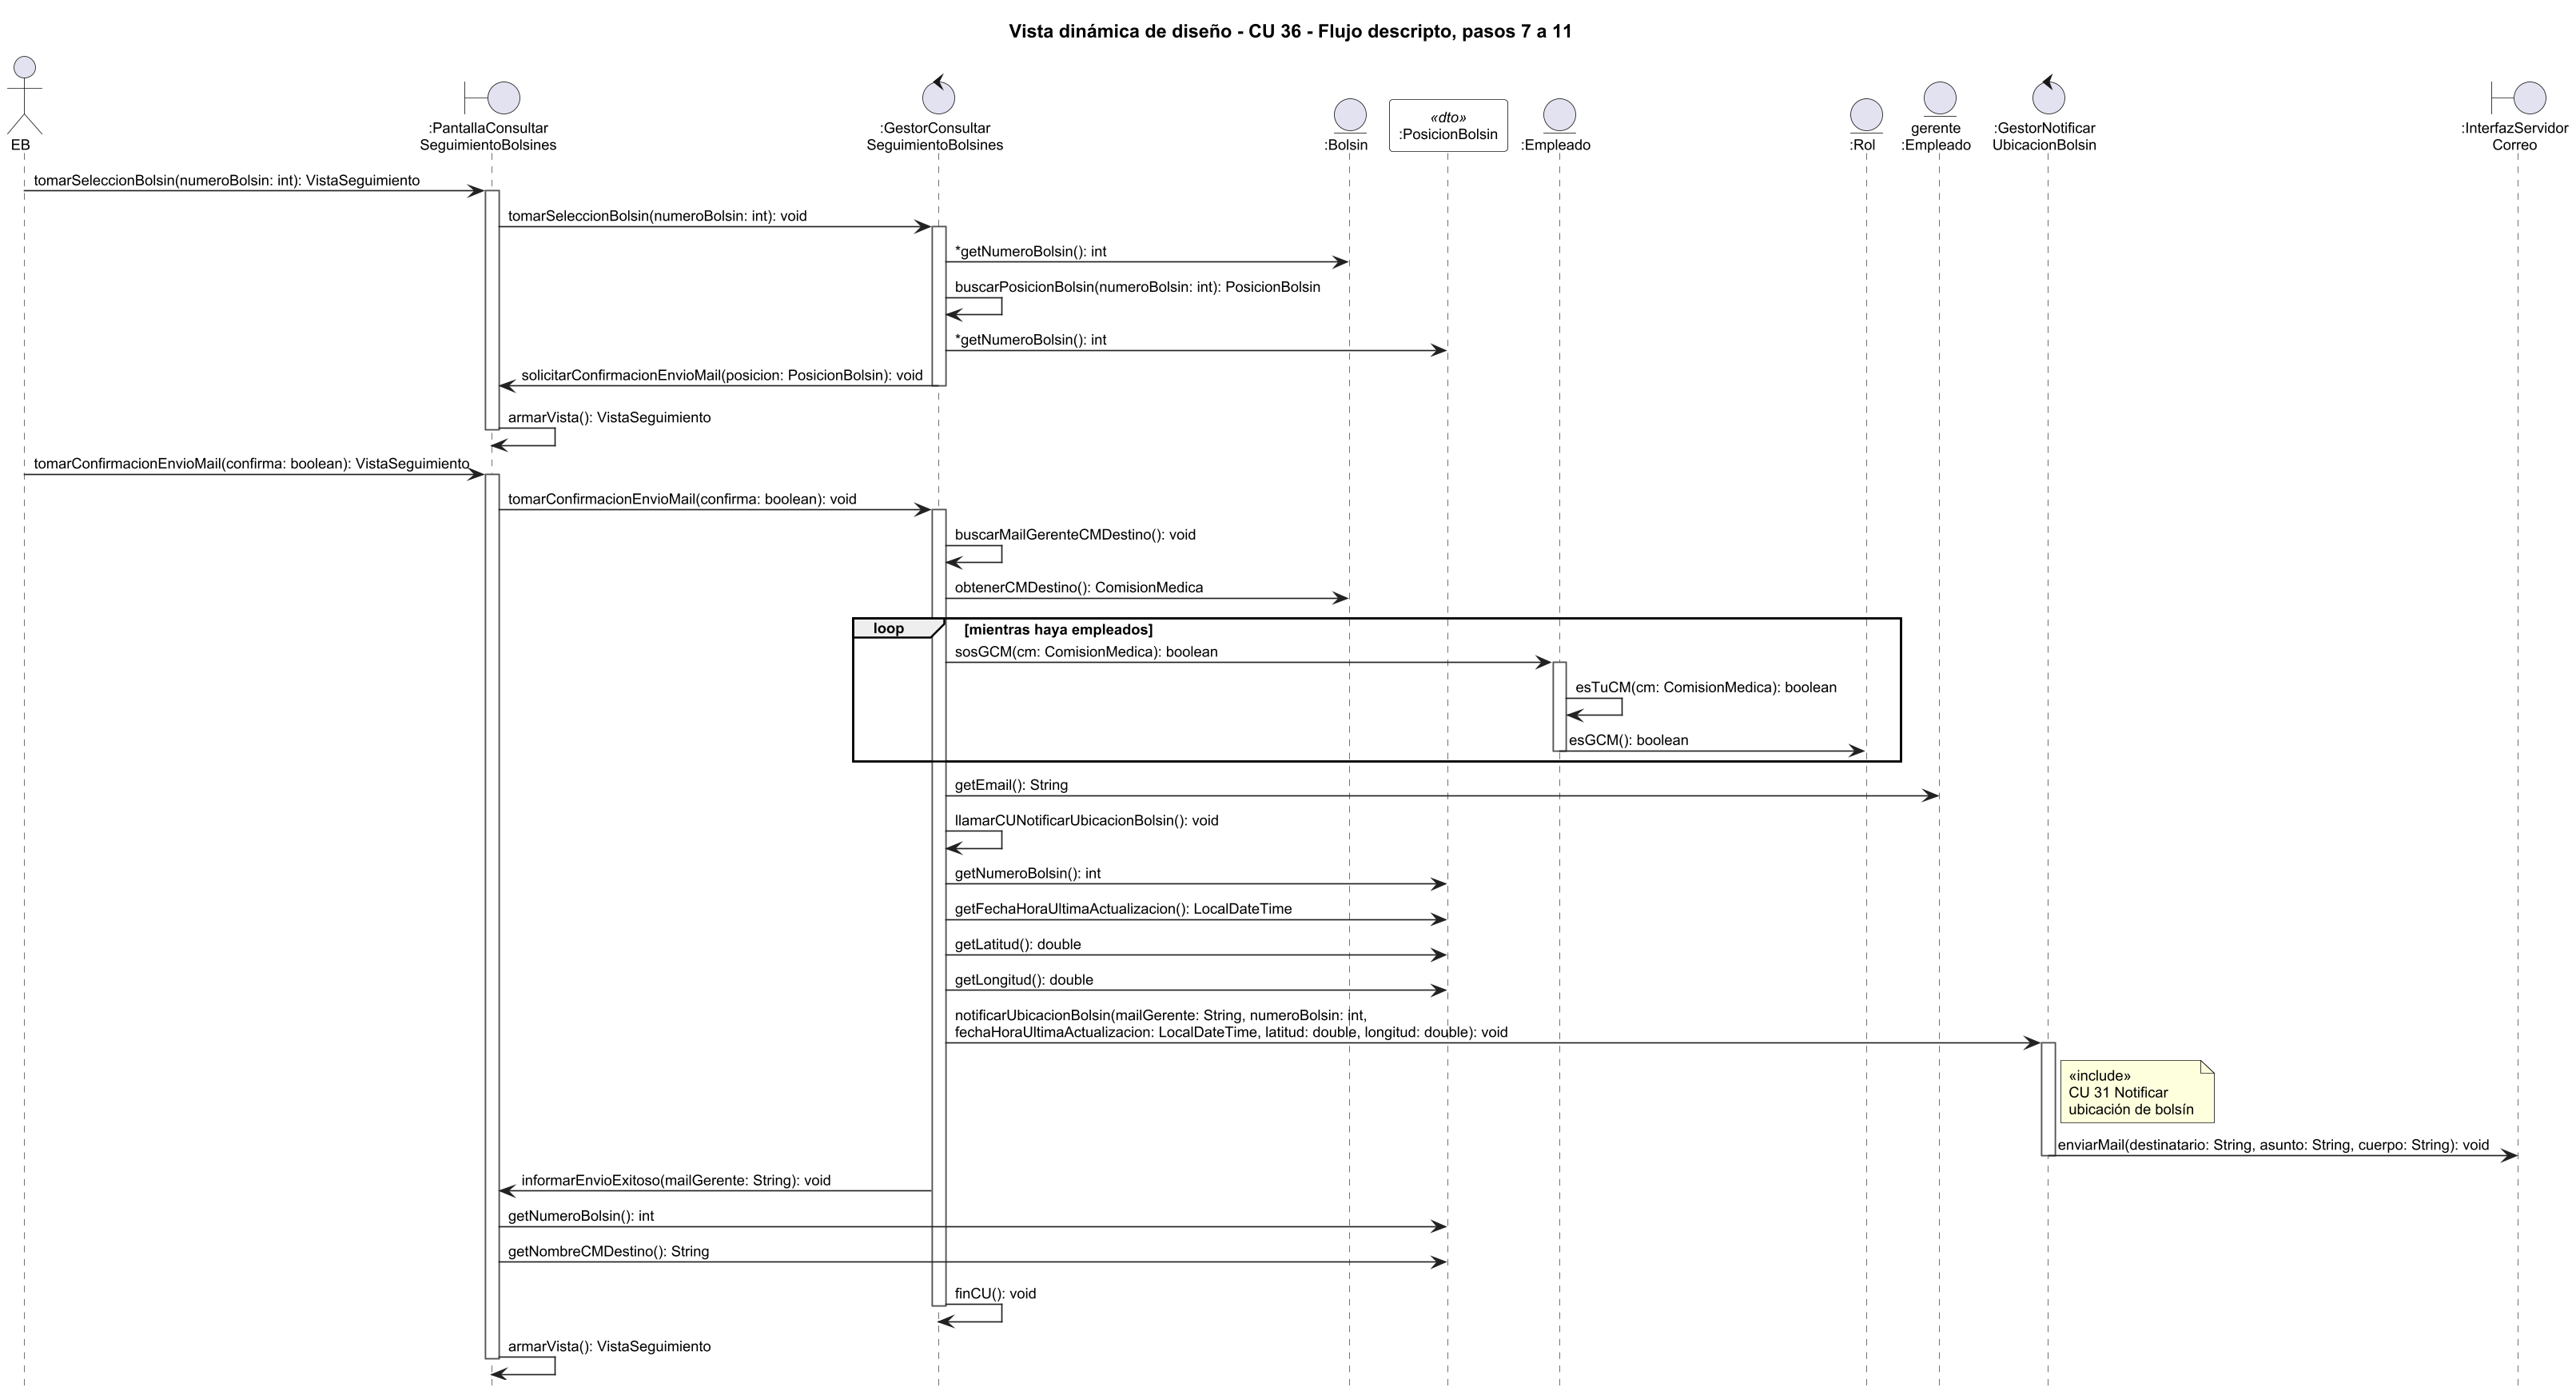 Vista dinámica de diseño - CU 36 - Flujo descripto, pasos 7 a 11
EB
:PantallaConsultar
SeguimientoBolsines
:GestorConsultar
SeguimientoBolsines
:Bolsin
«dto»
:PosicionBolsin
:Empleado
:Rol
gerente
:Empleado
:GestorNotificar
UbicacionBolsin
:InterfazServidor
Correo
tomarSeleccionBolsin(numeroBolsin: int): VistaSeguimiento
tomarSeleccionBolsin(numeroBolsin: int): void
*getNumeroBolsin(): int
buscarPosicionBolsin(numeroBolsin: int): PosicionBolsin
*getNumeroBolsin(): int
solicitarConfirmacionEnvioMail(posicion: PosicionBolsin): void
armarVista(): VistaSeguimiento
tomarConfirmacionEnvioMail(confirma: boolean): VistaSeguimiento
tomarConfirmacionEnvioMail(confirma: boolean): void
buscarMailGerenteCMDestino(): void
obtenerCMDestino(): ComisionMedica
loop [mientras haya empleados]
sosGCM(cm: ComisionMedica): boolean
esTuCM(cm: ComisionMedica): boolean
esGCM(): boolean
getEmail(): String
llamarCUNotificarUbicacionBolsin(): void
getNumeroBolsin(): int
getFechaHoraUltimaActualizacion(): LocalDateTime
getLatitud(): double
getLongitud(): double
notificarUbicacionBolsin(mailGerente: String, numeroBolsin: int,
fechaHoraUltimaActualizacion: LocalDateTime, latitud: double, longitud: double): void
«include»
CU 31 Notificar
ubicación de bolsín
enviarMail(destinatario: String, asunto: String, cuerpo: String): void
informarEnvioExitoso(mailGerente: String): void
getNumeroBolsin(): int
getNombreCMDestino(): String
finCU(): void
armarVista(): VistaSeguimiento